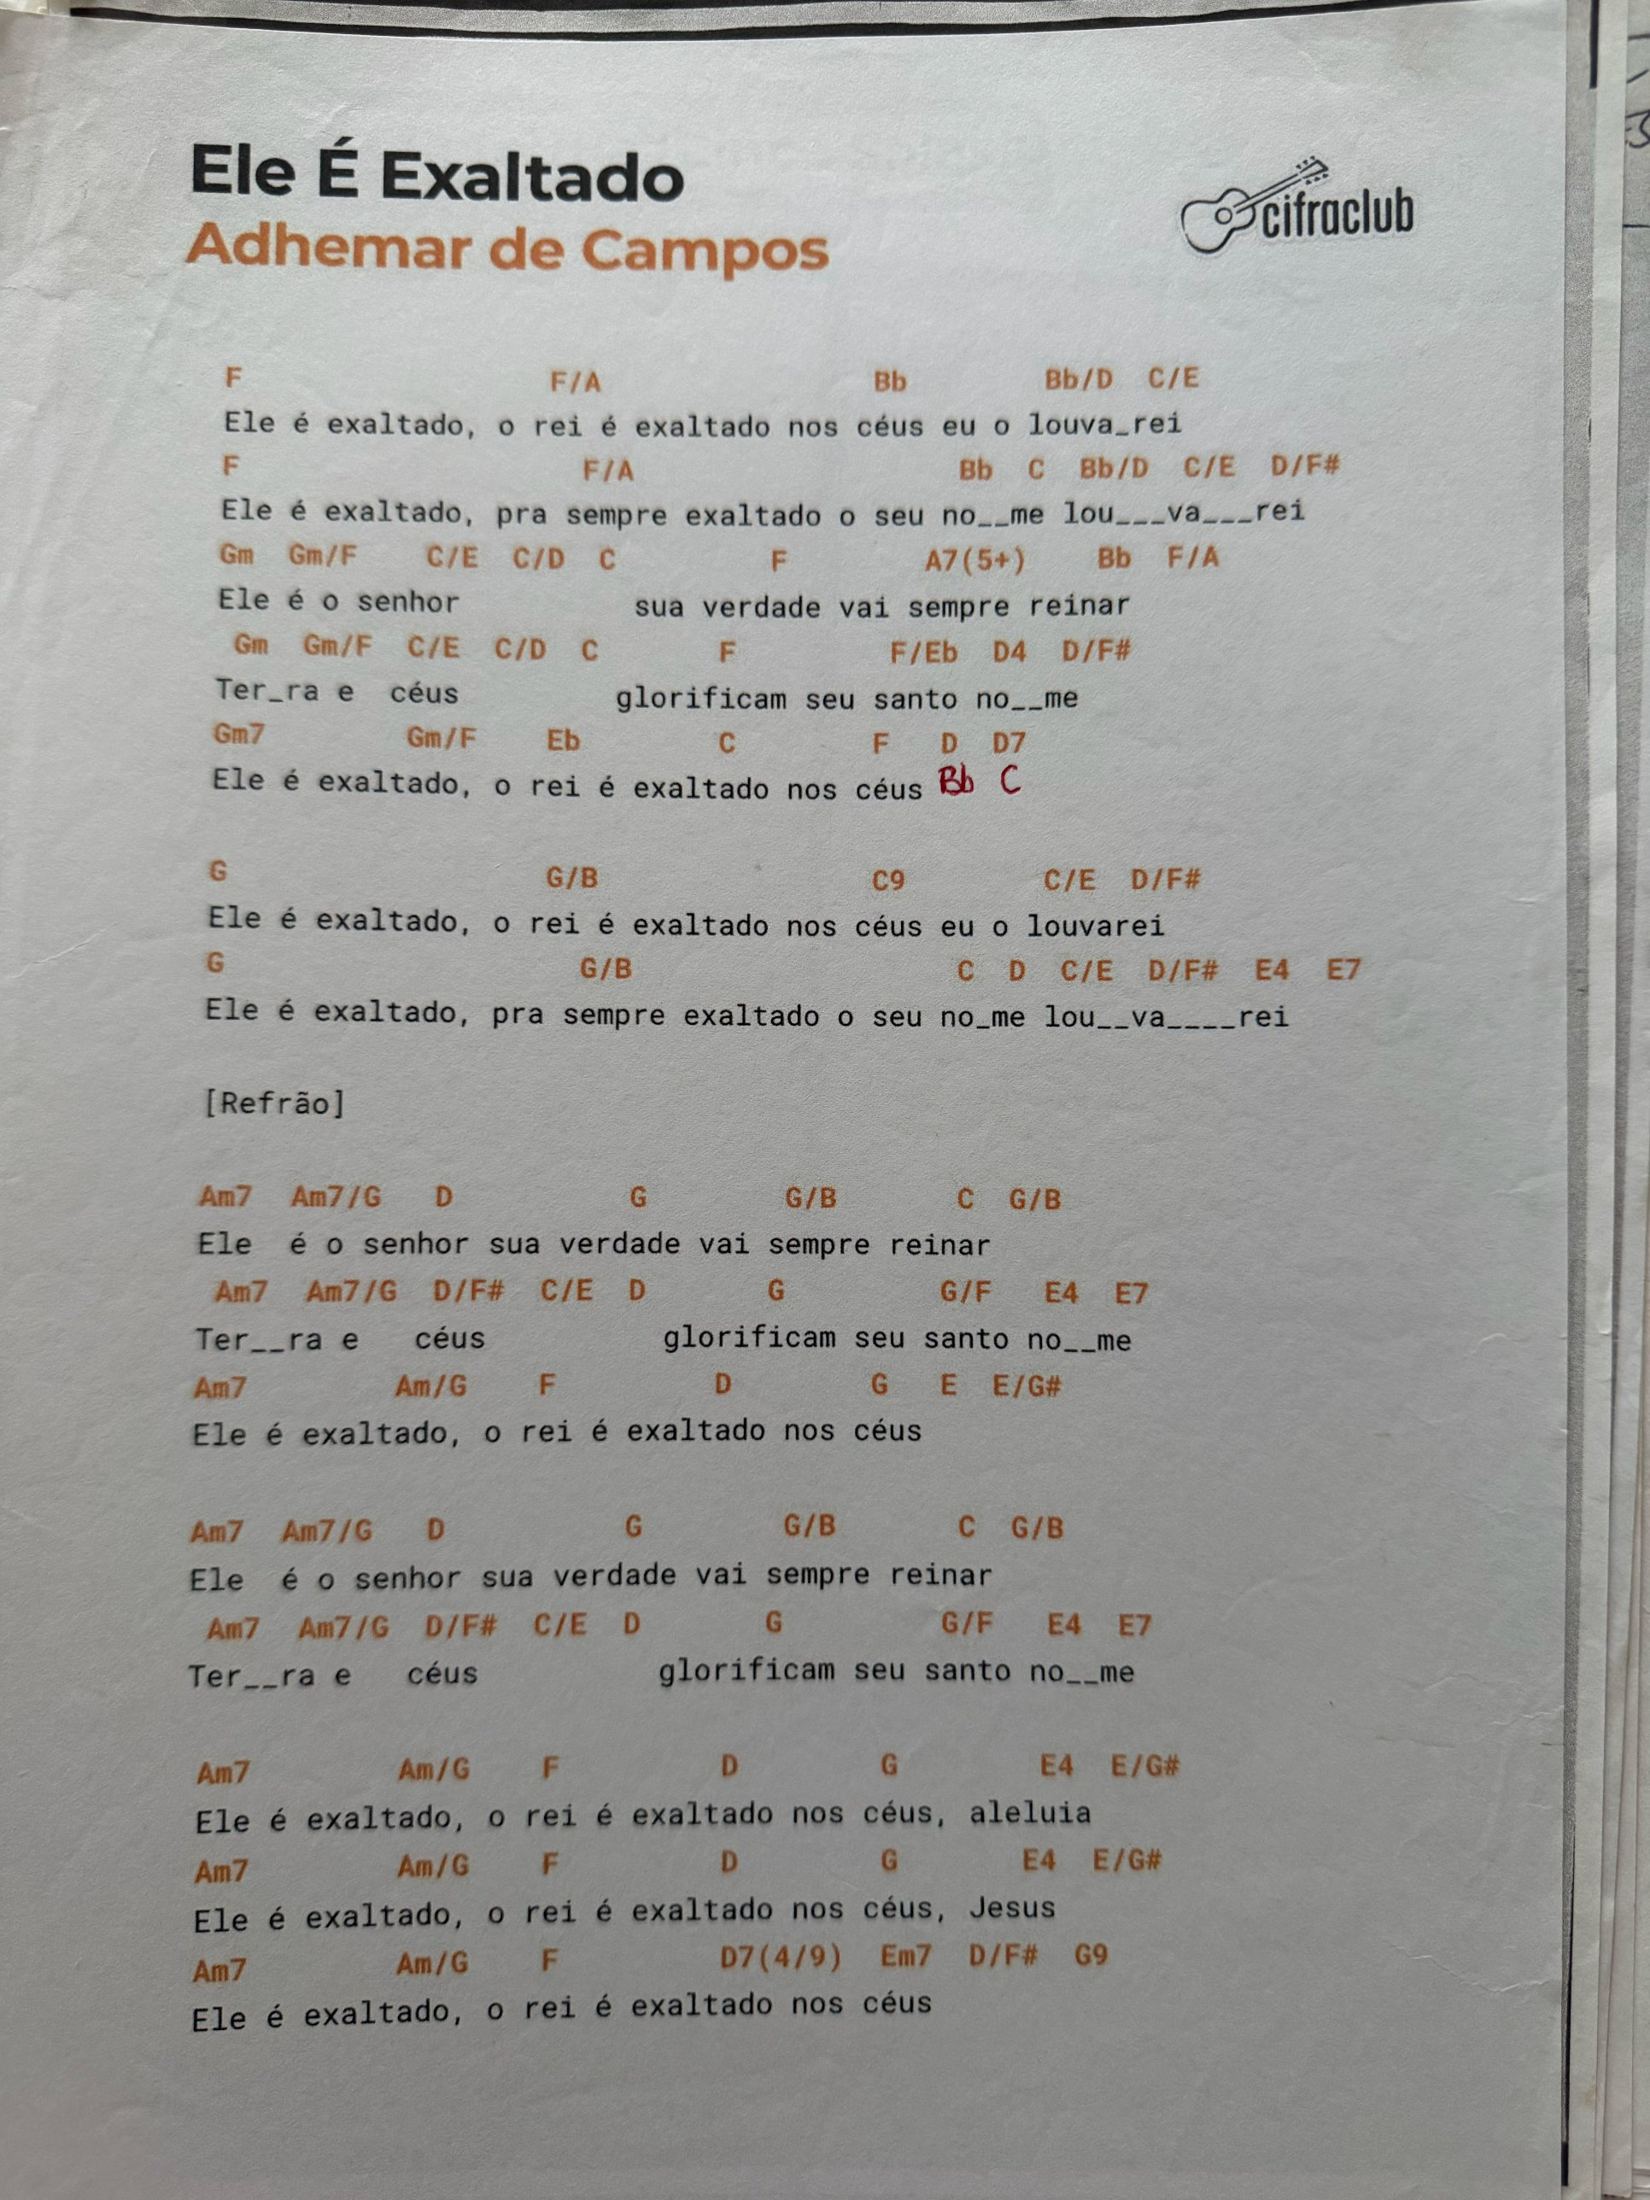 Ele É Exaltado
Adhemar de Campos
cifraclub
F F/A Bb Bb/D C/E
Ele é exaltado, o rei é exaltado nos céus eu o louva_rei
F F/A Bb C Bb/D C/E D/F#
Ele é exaltado, pra sempre exaltado o seu no__me lou___va___rei
Gm Gm/F C/E C/D C F A7(5+) Bb F/A
Ele é o senhor sua verdade vai sempre reinar
Gm Gm/F C/E C/D C F F/Eb D4 D/F#
Ter_ra e céus glorificam seu santo no__me
Gm7 Gm/F Eb C F D D7
Ele é exaltado, o rei é exaltado nos céus Bb C
G G/B C9 C/E D/F#
Ele é exaltado, o rei é exaltado nos céus eu o louvarei
G G/B C D C/E D/F# E4 E7
Ele é exaltado, pra sempre exaltado o seu no_me lou__va____rei
[Refrão]
Am7 Am7/G D G G/B C G/B
Ele é o senhor sua verdade vai sempre reinar
Am7 Am7/G D/F# C/E D G G/F E4 E7
Ter__ra e céus glorificam seu santo no__me
Am7 Am/G F D G E E/G#
Ele é exaltado, o rei é exaltado nos céus
Am7 Am7/G D G G/B C G/B
Ele é o senhor sua verdade vai sempre reinar
Am7 Am7/G D/F# C/E D G G/F E4 E7
Ter__ra e céus glorificam seu santo no__me
Am7 Am/G F D G E4 E/G#
Ele é exaltado, o rei é exaltado nos céus, aleluia
Am7 Am/G F D G E4 E/G#
Ele é exaltado, o rei é exaltado nos céus, Jesus
Am7 Am/G F D7(4/9) Em7 D/F# G9
Ele é exaltado, o rei é exaltado nos céus